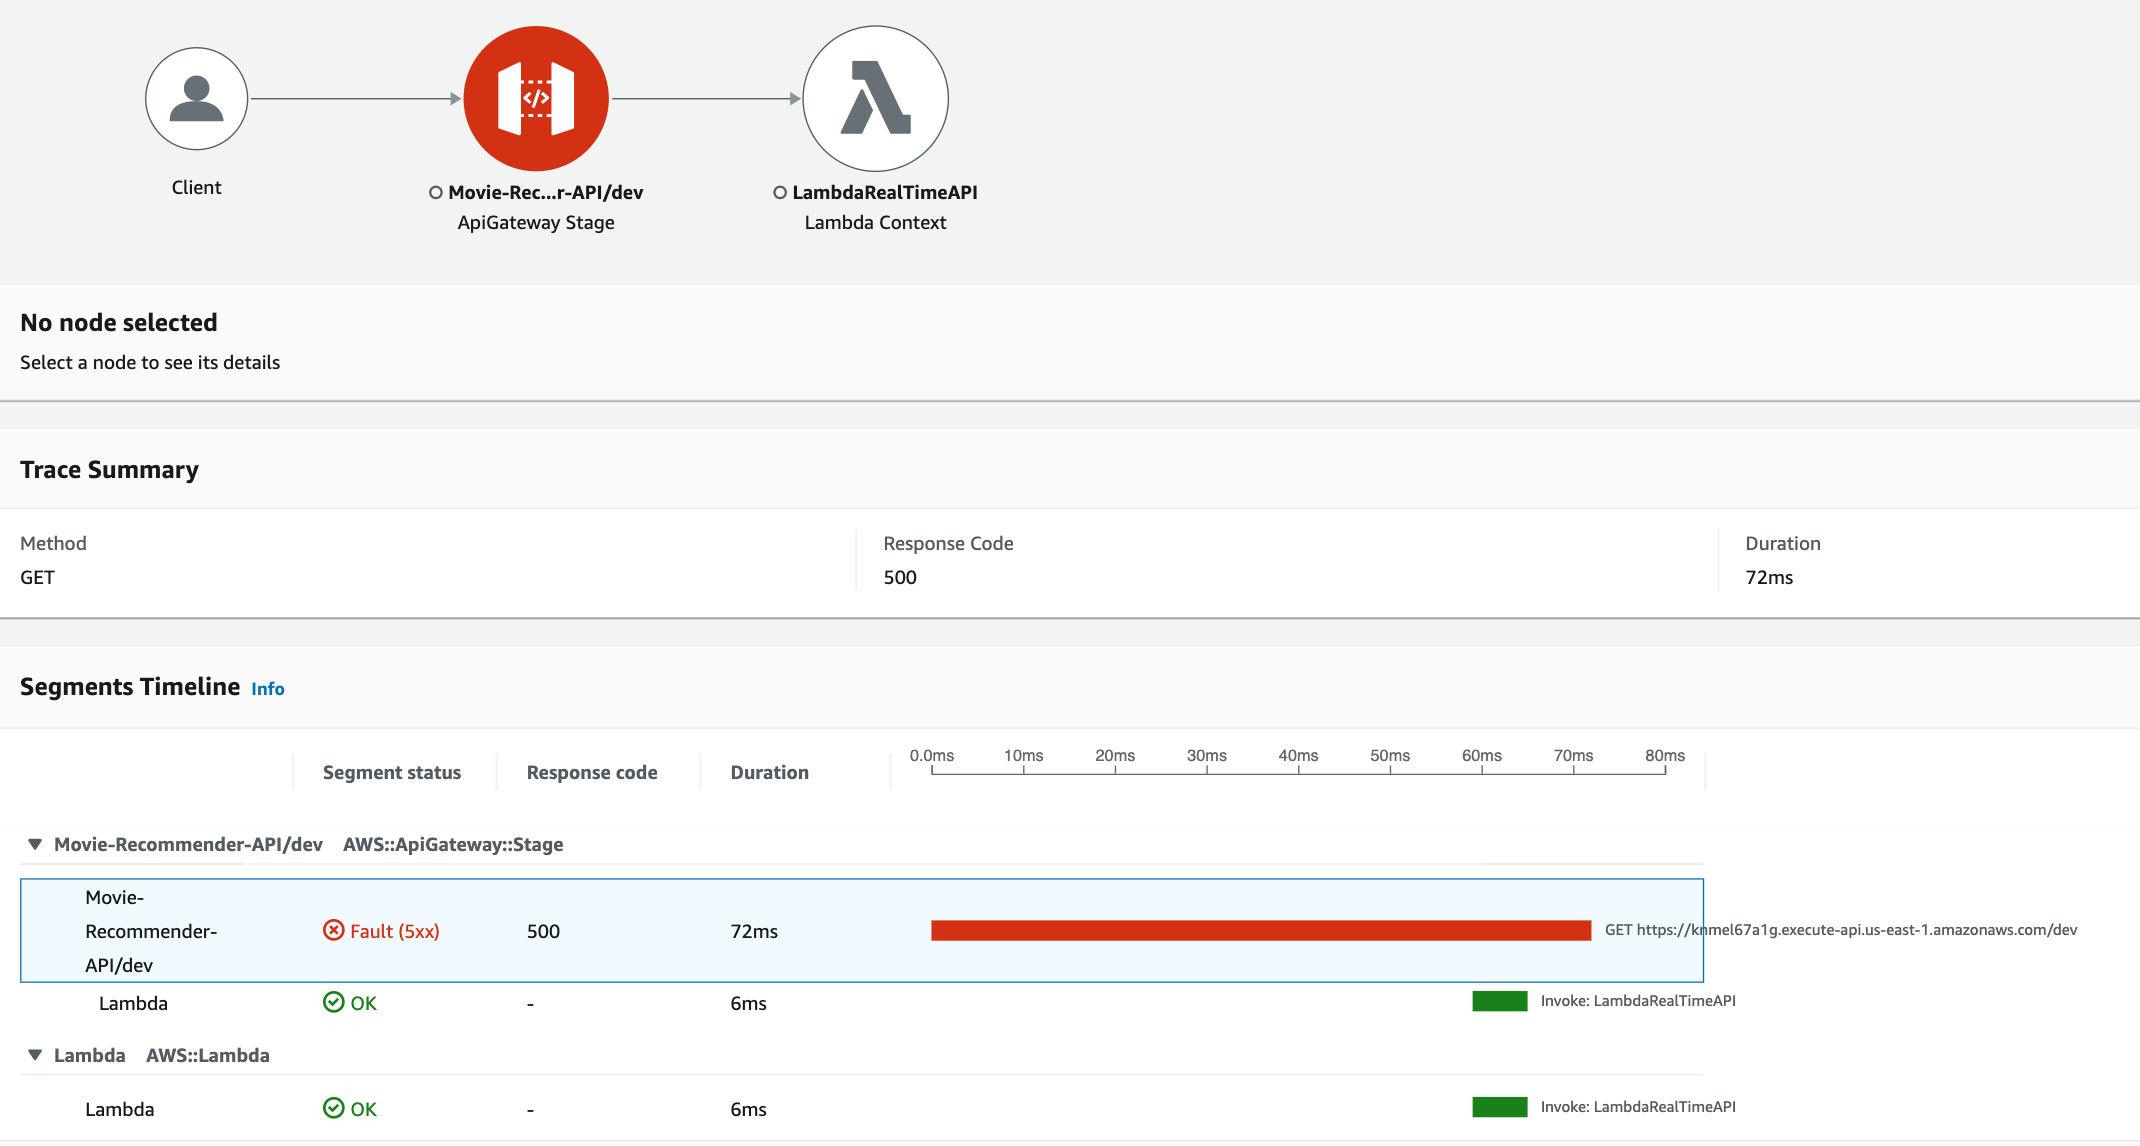 </>
Client
Movie-Rec...r-API/dev
ApiGateway Stage
LambdaRealTimeAPI
Lambda Context
No node selected
Select a node to see its details
Trace Summary
Method
GET
Response Code
500
Duration
72ms
Segments Timeline Info
Segment status Response code Duration 0.0ms 10ms 20ms 30ms 40ms 50ms 60ms 70ms 80ms
Movie-Recommender-API/dev AWS::ApiGateway::Stage
Movie-
Recommender- Fault (5xx) 500 72ms GET https://knmel67a1g.execute-api.us-east-1.amazonaws.com/dev
API/dev
Lambda OK - 6ms Invoke: LambdaRealTimeAPI
Lambda AWS::Lambda
Lambda OK - 6ms Invoke: LambdaRealTimeAPI